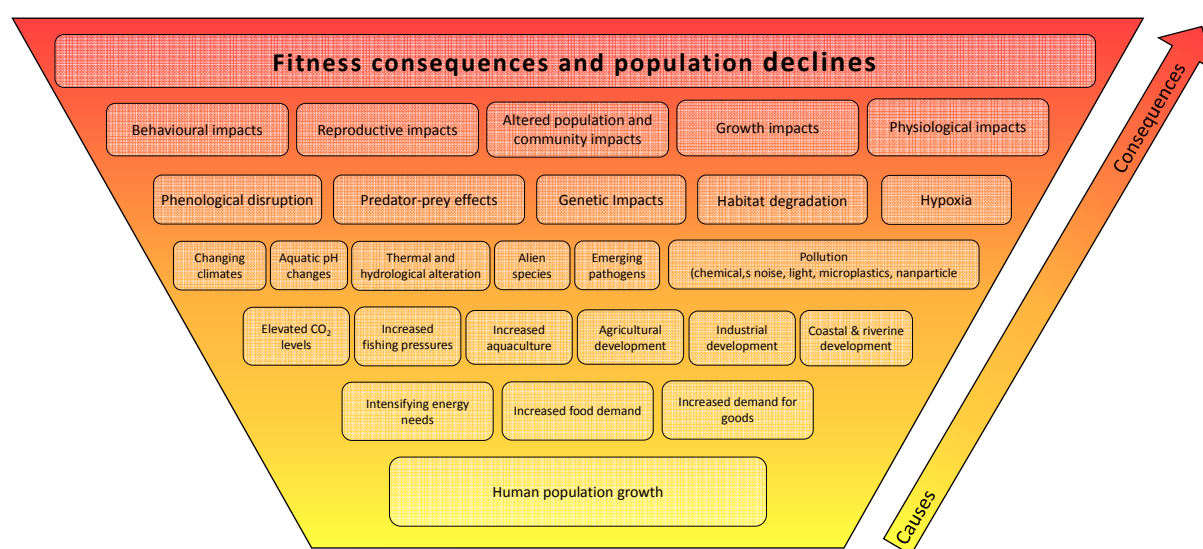 Fitness consequences and population declines
Behavioural impacts
Reproductive impacts
Altered population and
community impacts
Growth impacts
Physiological impacts
Phenological disruption
Predator-prey effects
Genetic Impacts
Habitat degradation
Hypoxia
Changing
climates
Aquatic pH
changes
Thermal and
hydrological alteration
Alien
species
Emerging
pathogens
Pollution
(chemical,s noise, light, microplastics, nanparticle
Elevated CO₂
levels
Increased
fishing pressures
Increased
aquaculture
Agricultural
development
Industrial
development
Coastal & riverine
development
Intensifying energy
needs
Increased food demand
Increased demand for
goods
Human population growth
Consequences
Causes